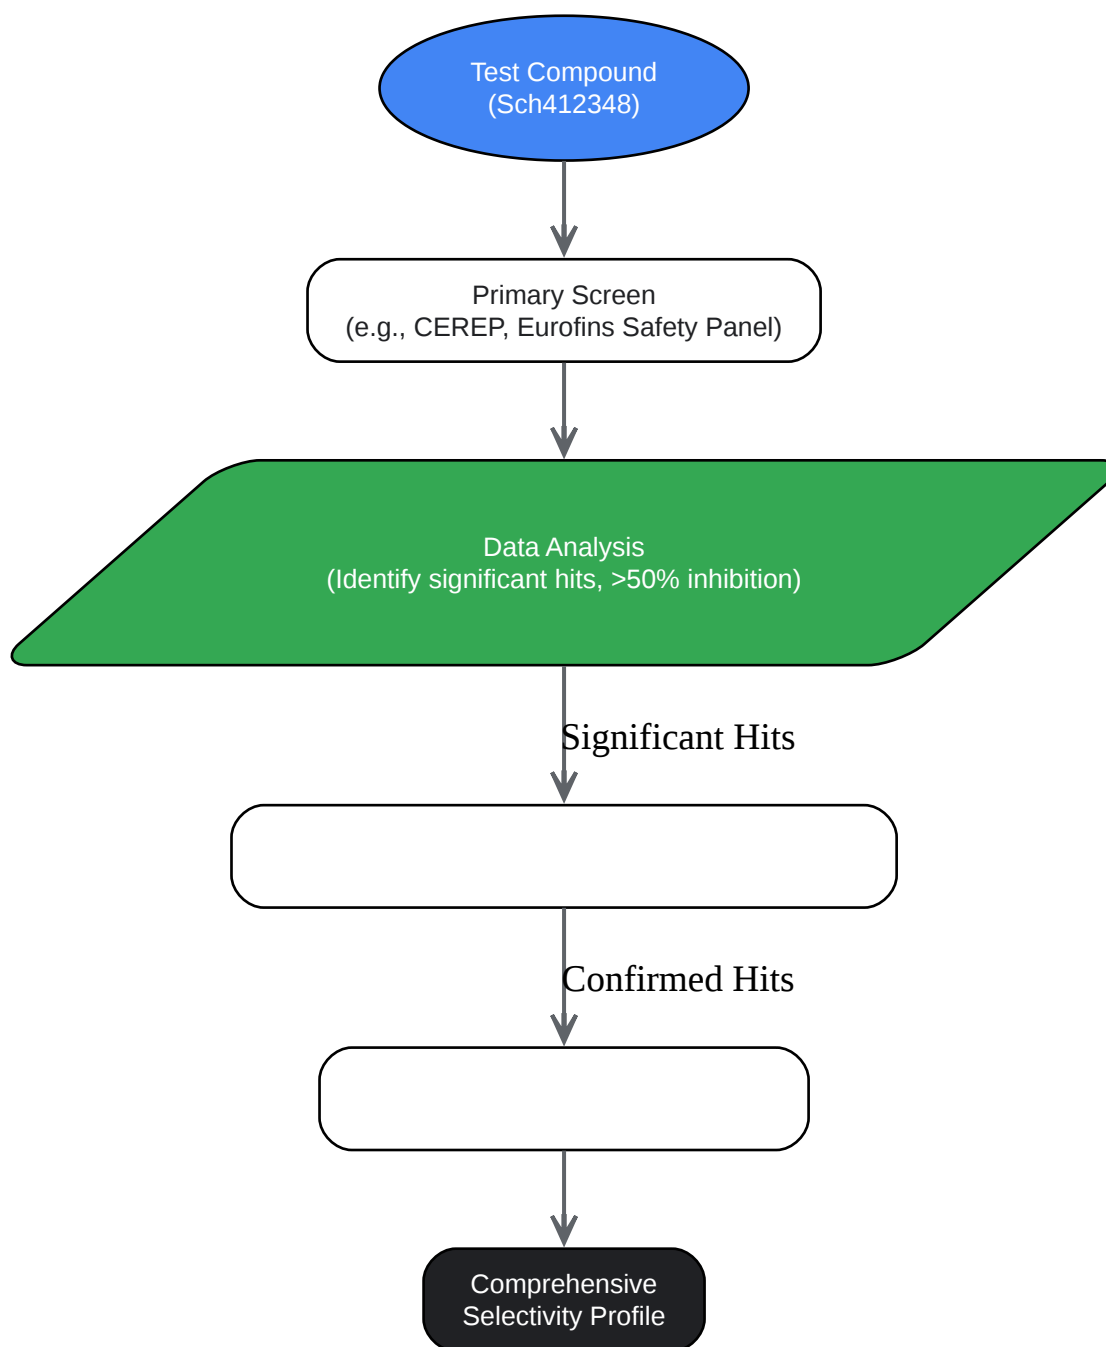 Test Compound
(Sch412348)
Primary Screen
(e.g., CEREP, Eurofins Safety Panel)
Data Analysis
(Identify significant hits, >50% inhibition)
Significant Hits
Confirmed Hits
Comprehensive
Selectivity Profile